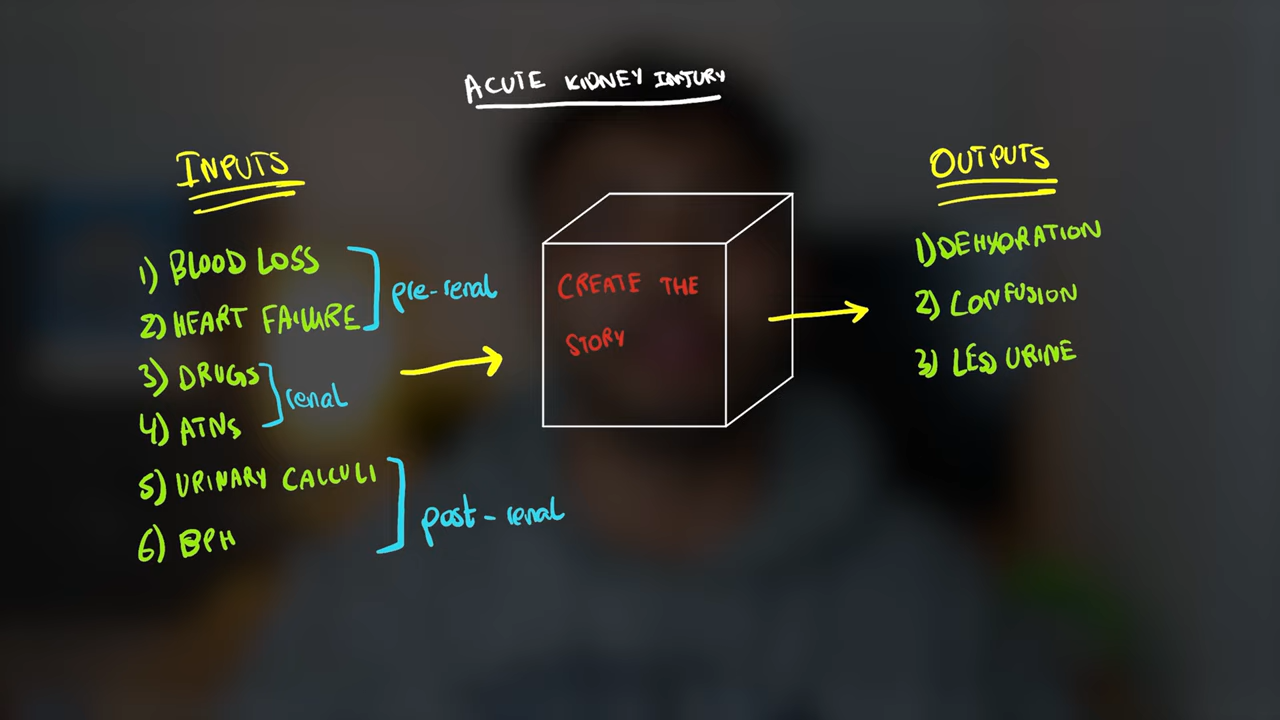 ACUTE KIDNEY INJURY
INPUTS
1) BLOOD LOSS
2) HEART FAILURE
pre-renal
3) DRUGS
4) ATNs
renal
5) URINARY CALCULI
6) BPH
post-renal
CREATE THE
STORY
OUTPUTS
1) DEHYDRATION
2) CONFUSION
3) LESS URINE